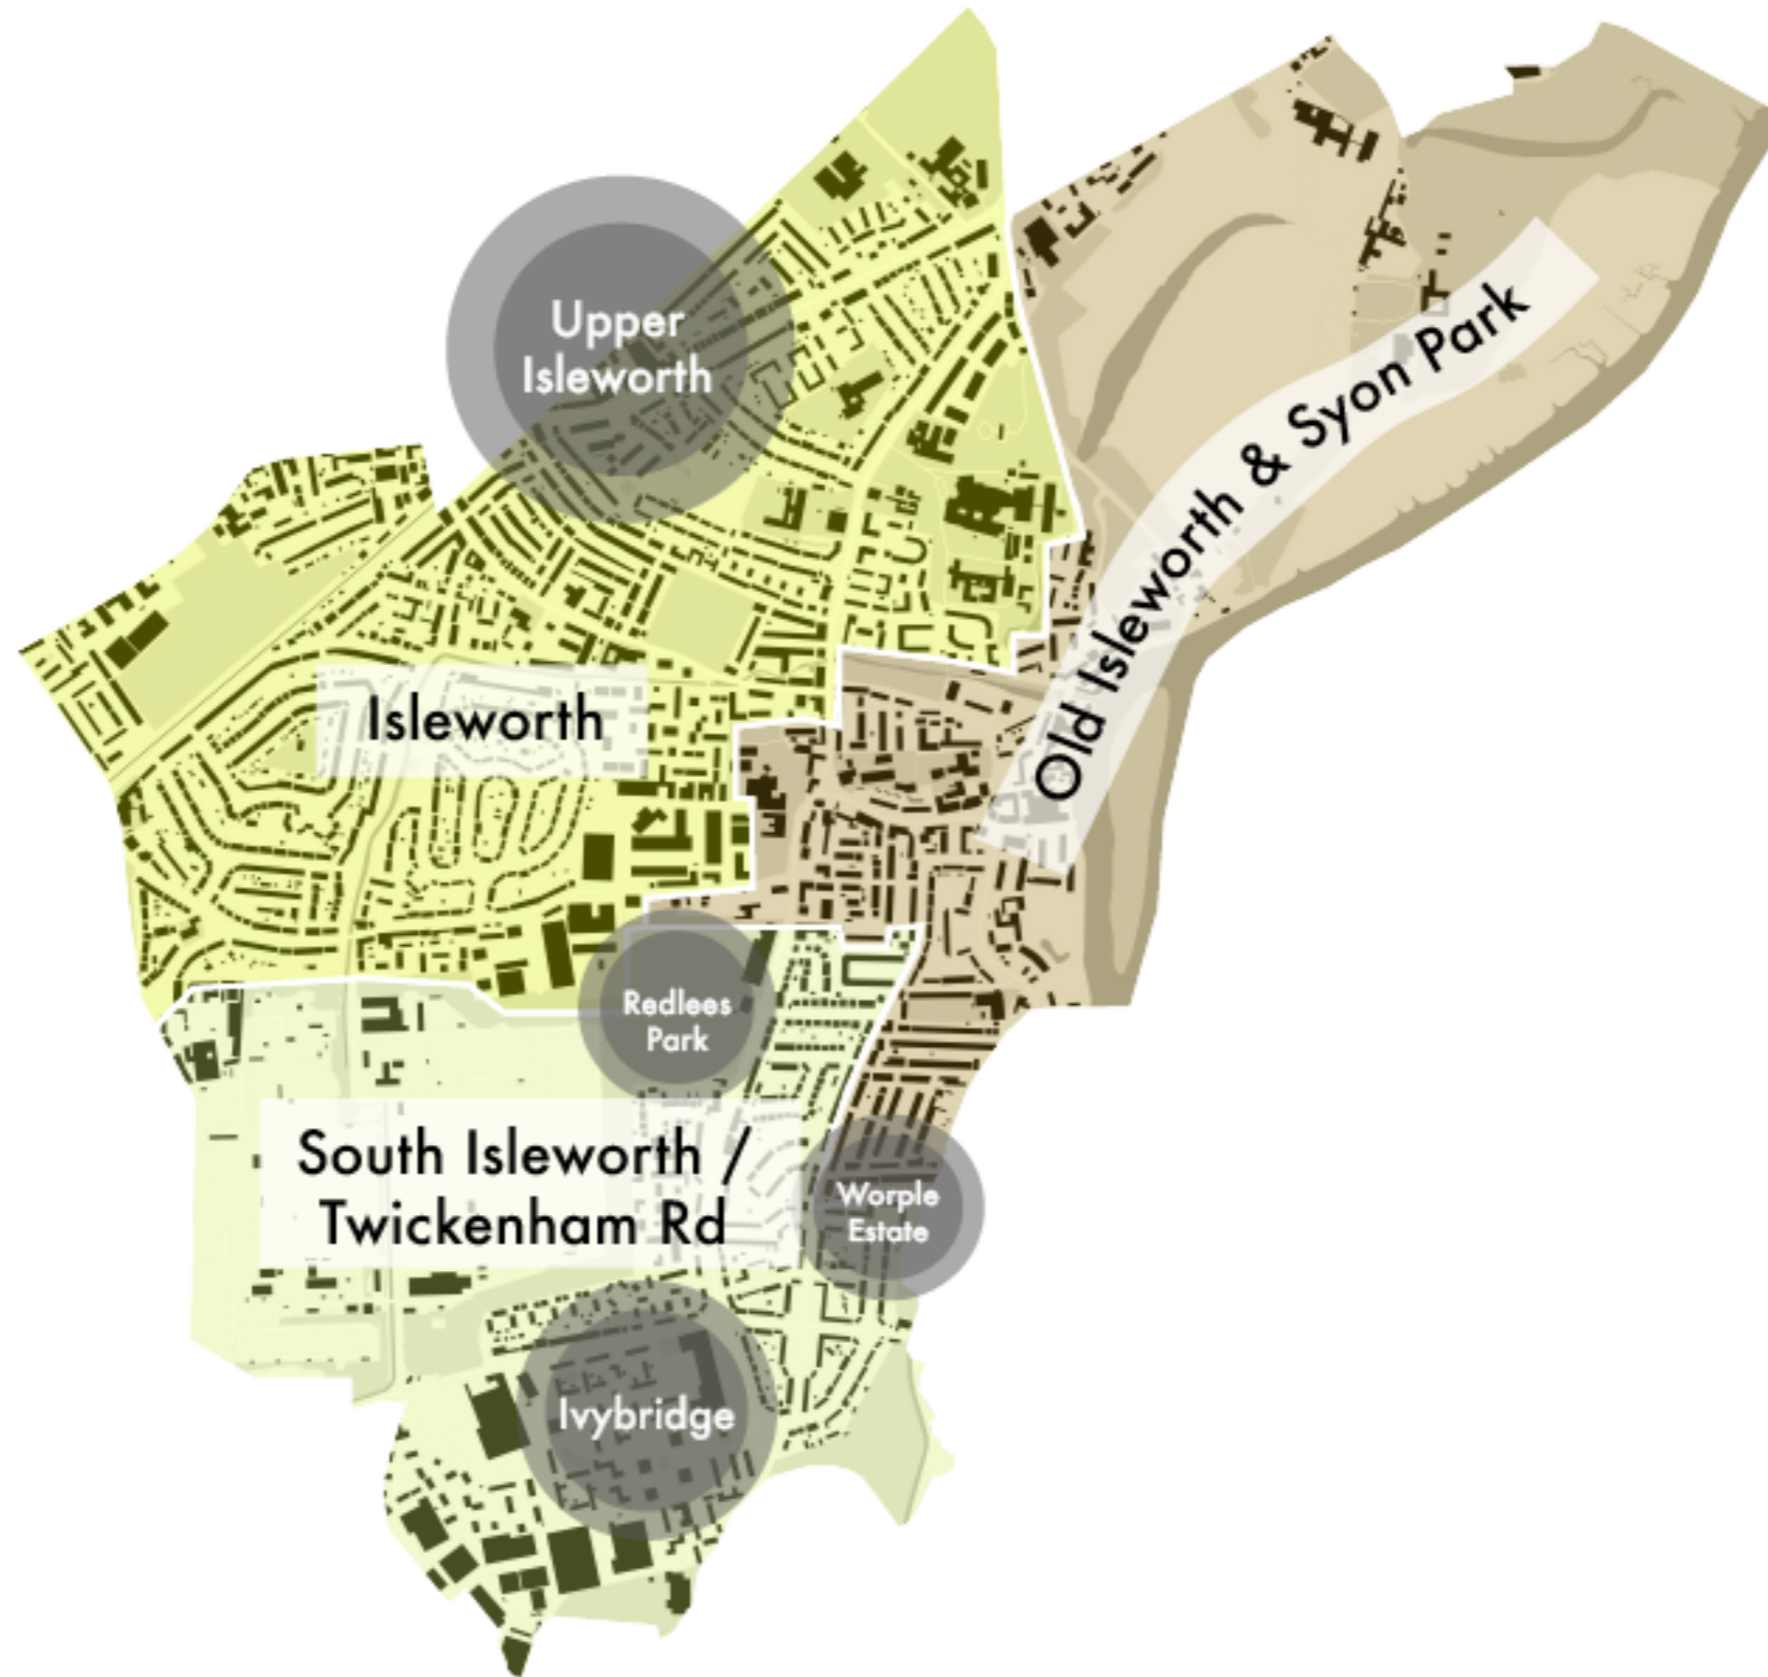 Upper
Isleworth
Old Isleworth & Syon Park
Isleworth
Redlees
Park
South Isleworth /
Twickenham Rd
Worple
Estate
Ivybridge